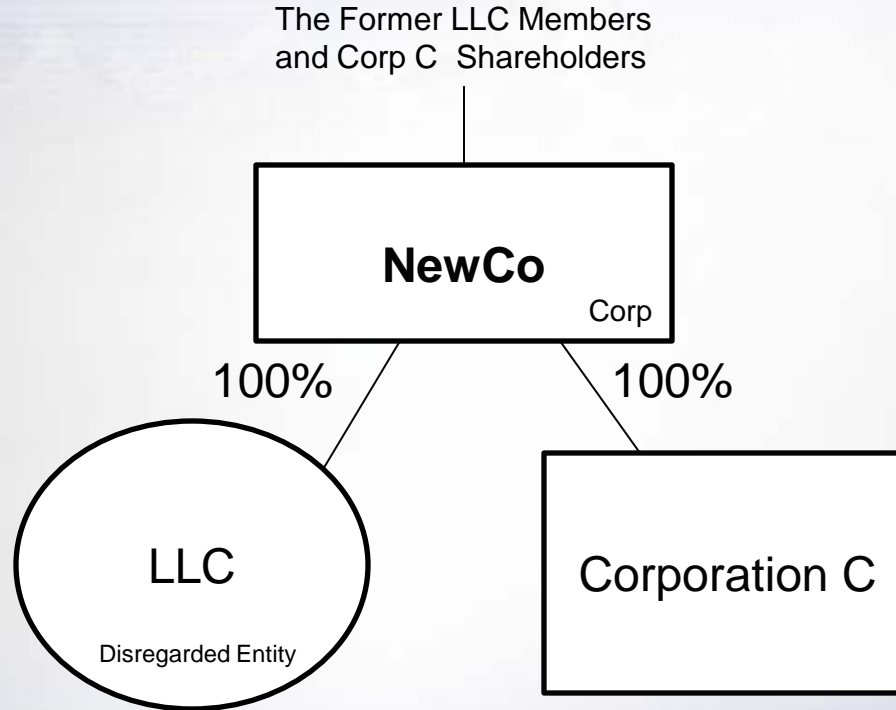 The Former LLC Members
and Corp C Shareholders
NewCo
Corp
100%
100%
LLC
Disregarded Entity
Corporation C